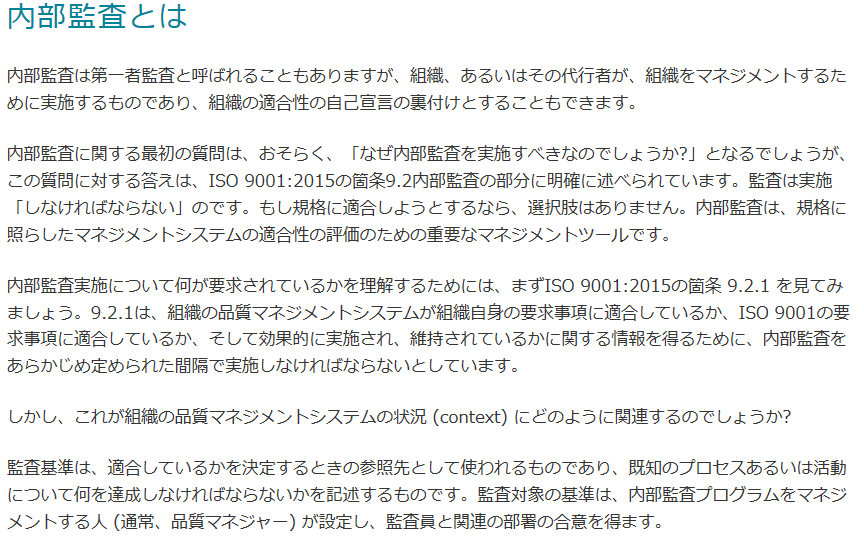 内部監査とは
内部監査は第一者監査と呼ばれることもありますが、組織、あるいはその代行者が、組織をマネジメントするた
めに実施するものであり、組織の適合性の自己宣言の裏付けとすることもできます。
内部監査に関する最初の質問は、おそらく、「なぜ内部監査を実施すべきなのでしょうか?」となるでしょうが、
この質問に対する答えは、ISO 9001:2015の箇条9.2内部監査の部分に明確に述べられています。監査は実施
「しなければならない」のです。もし規格に適合しようとするなら、選択肢はありません。内部監査は、規格に
照らしたマネジメントシステムの適合性の評価のための重要なマネジメントツールです。
内部監査実施について何が要求されているかを理解するためには、まずISO 9001:2015の箇条 9.2.1 を見てみ
ましょう。9.2.1は、組織の品質マネジメントシステムが組織自身の要求事項に適合しているか、ISO 9001の要
求事項に適合しているか、そして効果的に実施され、維持されているかに関する情報を得るために、内部監査を
あらかじめ定められた間隔で実施しなければならないとしています。
しかし、これが組織の品質マネジメントシステムの状況 (context) にどのように関連するのでしょうか?
監査基準は、適合しているかを決定するときの参照先として使われるものであり、既知のプロセスあるいは活動
について何を達成しなければならないかを記述するものです。監査対象の基準は、内部監査プログラムをマネジ
メントする人 (通常、品質マネジャー) が設定し、監査員と関連の部署の合意を得ます。